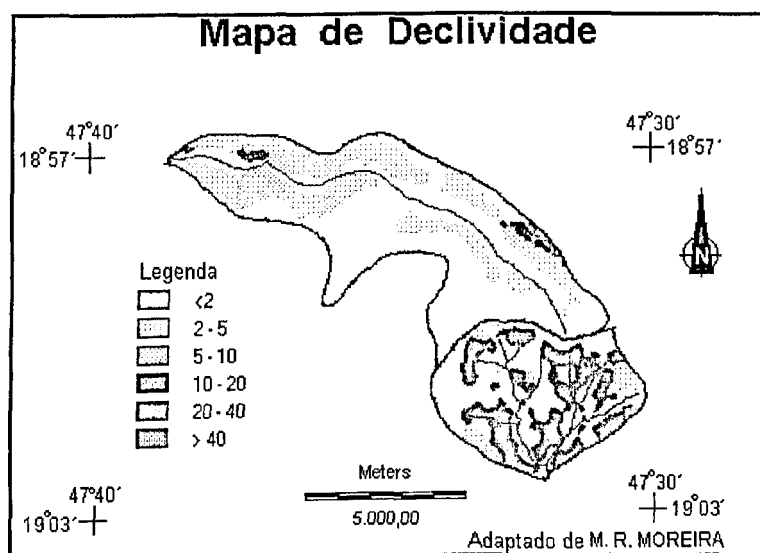 Mapa de Declividade
47°40′
18°57′
47°30′
18°57′
N
Legenda
<2
2 - 5
5 - 10
10 - 20
20 - 40
> 40
Meters
5.000,00
47°40′
19°03′
47°30′
19°03′
Adaptado de M. R. MOREIRA